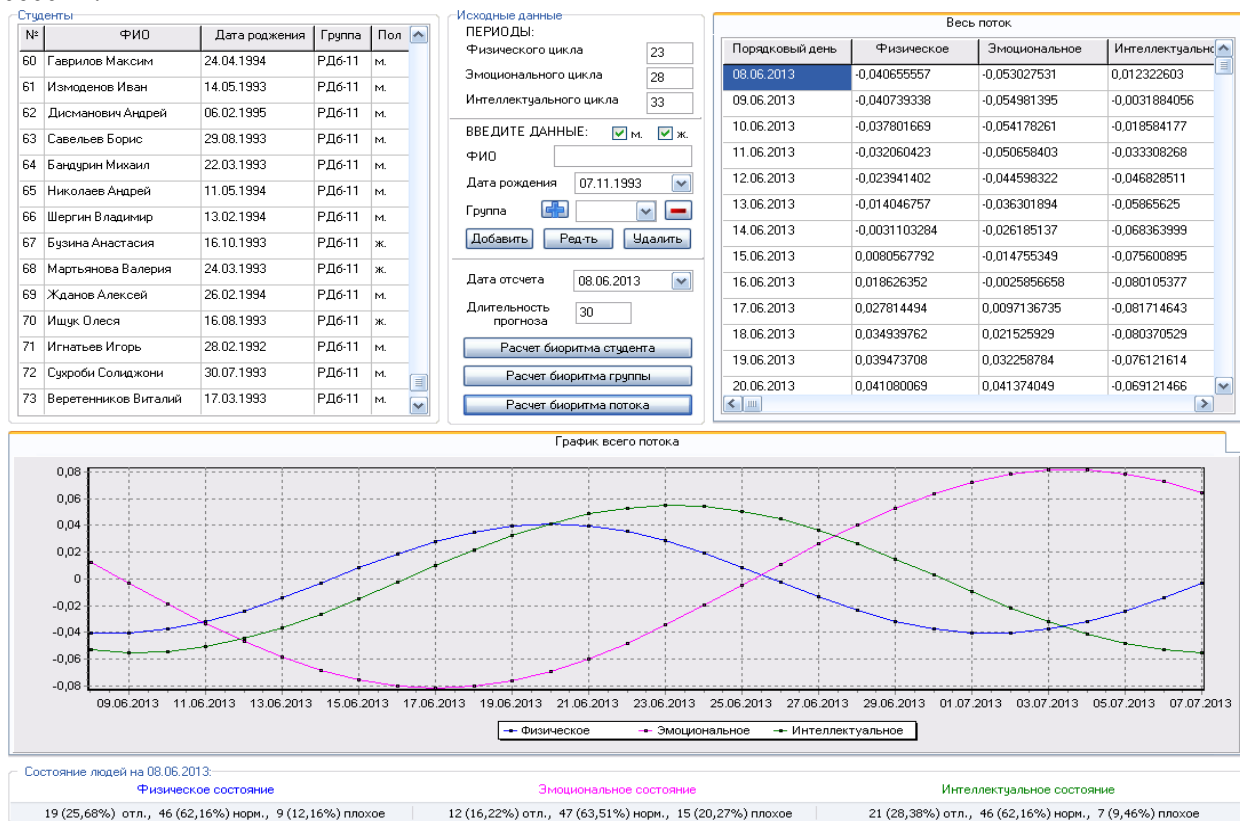 Студенты
№ ФИО Дата роджения Группа Пол
60 Гаврилов Максим 24.04.1994 РДб-11 м.
61 Измоденов Иван 14.05.1993 РДб-11 м.
62 Дисманович Андрей 06.02.1995 РДб-11 м.
63 Савельев Борис 29.08.1993 РДб-11 м.
64 Бандурин Михаил 22.03.1993 РДб-11 м.
65 Николаев Андрей 11.05.1994 РДб-11 м.
66 Шергин Владимир 13.02.1994 РДб-11 м.
67 Бузина Анастасия 16.10.1993 РДб-11 ж.
68 Мартьянова Валерия 24.03.1993 РДб-11 ж.
69 Жданов Алексей 26.02.1994 РДб-11 м.
70 Ищук Олеся 16.08.1993 РДб-11 ж.
71 Игнатьев Игорь 28.02.1992 РДб-11 м.
72 Сухроби Солиджони 30.07.1993 РДб-11 м.
73 Веретенников Виталий 17.03.1993 РДб-11 м.
Исходные данные
ПЕРИОДЫ:
Физического цикла 23
Эмоционального цикла 28
Интеллектуального цикла 33
ВВЕДИТЕ ДАННЫЕ: м. ж.
ФИО
Дата рождения 07.11.1993
Группа
Добавить Ред-ть Удалить
Дата отсчета 08.06.2013
Длительность
прогноза 30
Расчет биоритма студента
Расчет биоритма группы
Расчет биоритма потока
Весь поток
Порядковый день Физическое Эмоциональное Интеллектуальнс
08.06.2013 -0,040655557 -0,053027531 0,012322603
09.06.2013 -0,040739338 -0,054981395 -0,0031884056
10.06.2013 -0,037801669 -0,054178261 -0,018584177
11.06.2013 -0,032060423 -0,050658403 -0,033308268
12.06.2013 -0,023941402 -0,044598322 -0,046828511
13.06.2013 -0,014046757 -0,036301894 -0,05865625
14.06.2013 -0,0031103284 -0,026185137 -0,068363999
15.06.2013 0,0080567792 -0,014755349 -0,075600895
16.06.2013 0,018626352 -0,0025856658 -0,080105377
17.06.2013 0,027814494 0,0097136735 -0,081714643
18.06.2013 0,034939762 0,021525929 -0,080370529
19.06.2013 0,039473708 0,032258784 -0,076121614
20.06.2013 0,041080069 0,041374049 -0,069121466
График всего потока
0,08
0,06
0,04
0,02
0
-0,02
-0,04
-0,06
-0,08
09.06.2013 11.06.2013 13.06.2013 15.06.2013 17.06.2013 19.06.2013 21.06.2013 23.06.2013 25.06.2013 27.06.2013 29.06.2013 01.07.2013 03.07.2013 05.07.2013 07.07.2013
Физическое Эмоциональное Интеллектуальное
Состояние людей на 08.06.2013:
Физическое состояние Эмоциональное состояние Интеллектуальное состояние
19 (25,68%) отл., 46 (62,16%) норм., 9 (12,16%) плохое 12 (16,22%) отл., 47 (63,51%) норм., 15 (20,27%) плохое 21 (28,38%) отл., 46 (62,16%) норм., 7 (9,46%) плохое